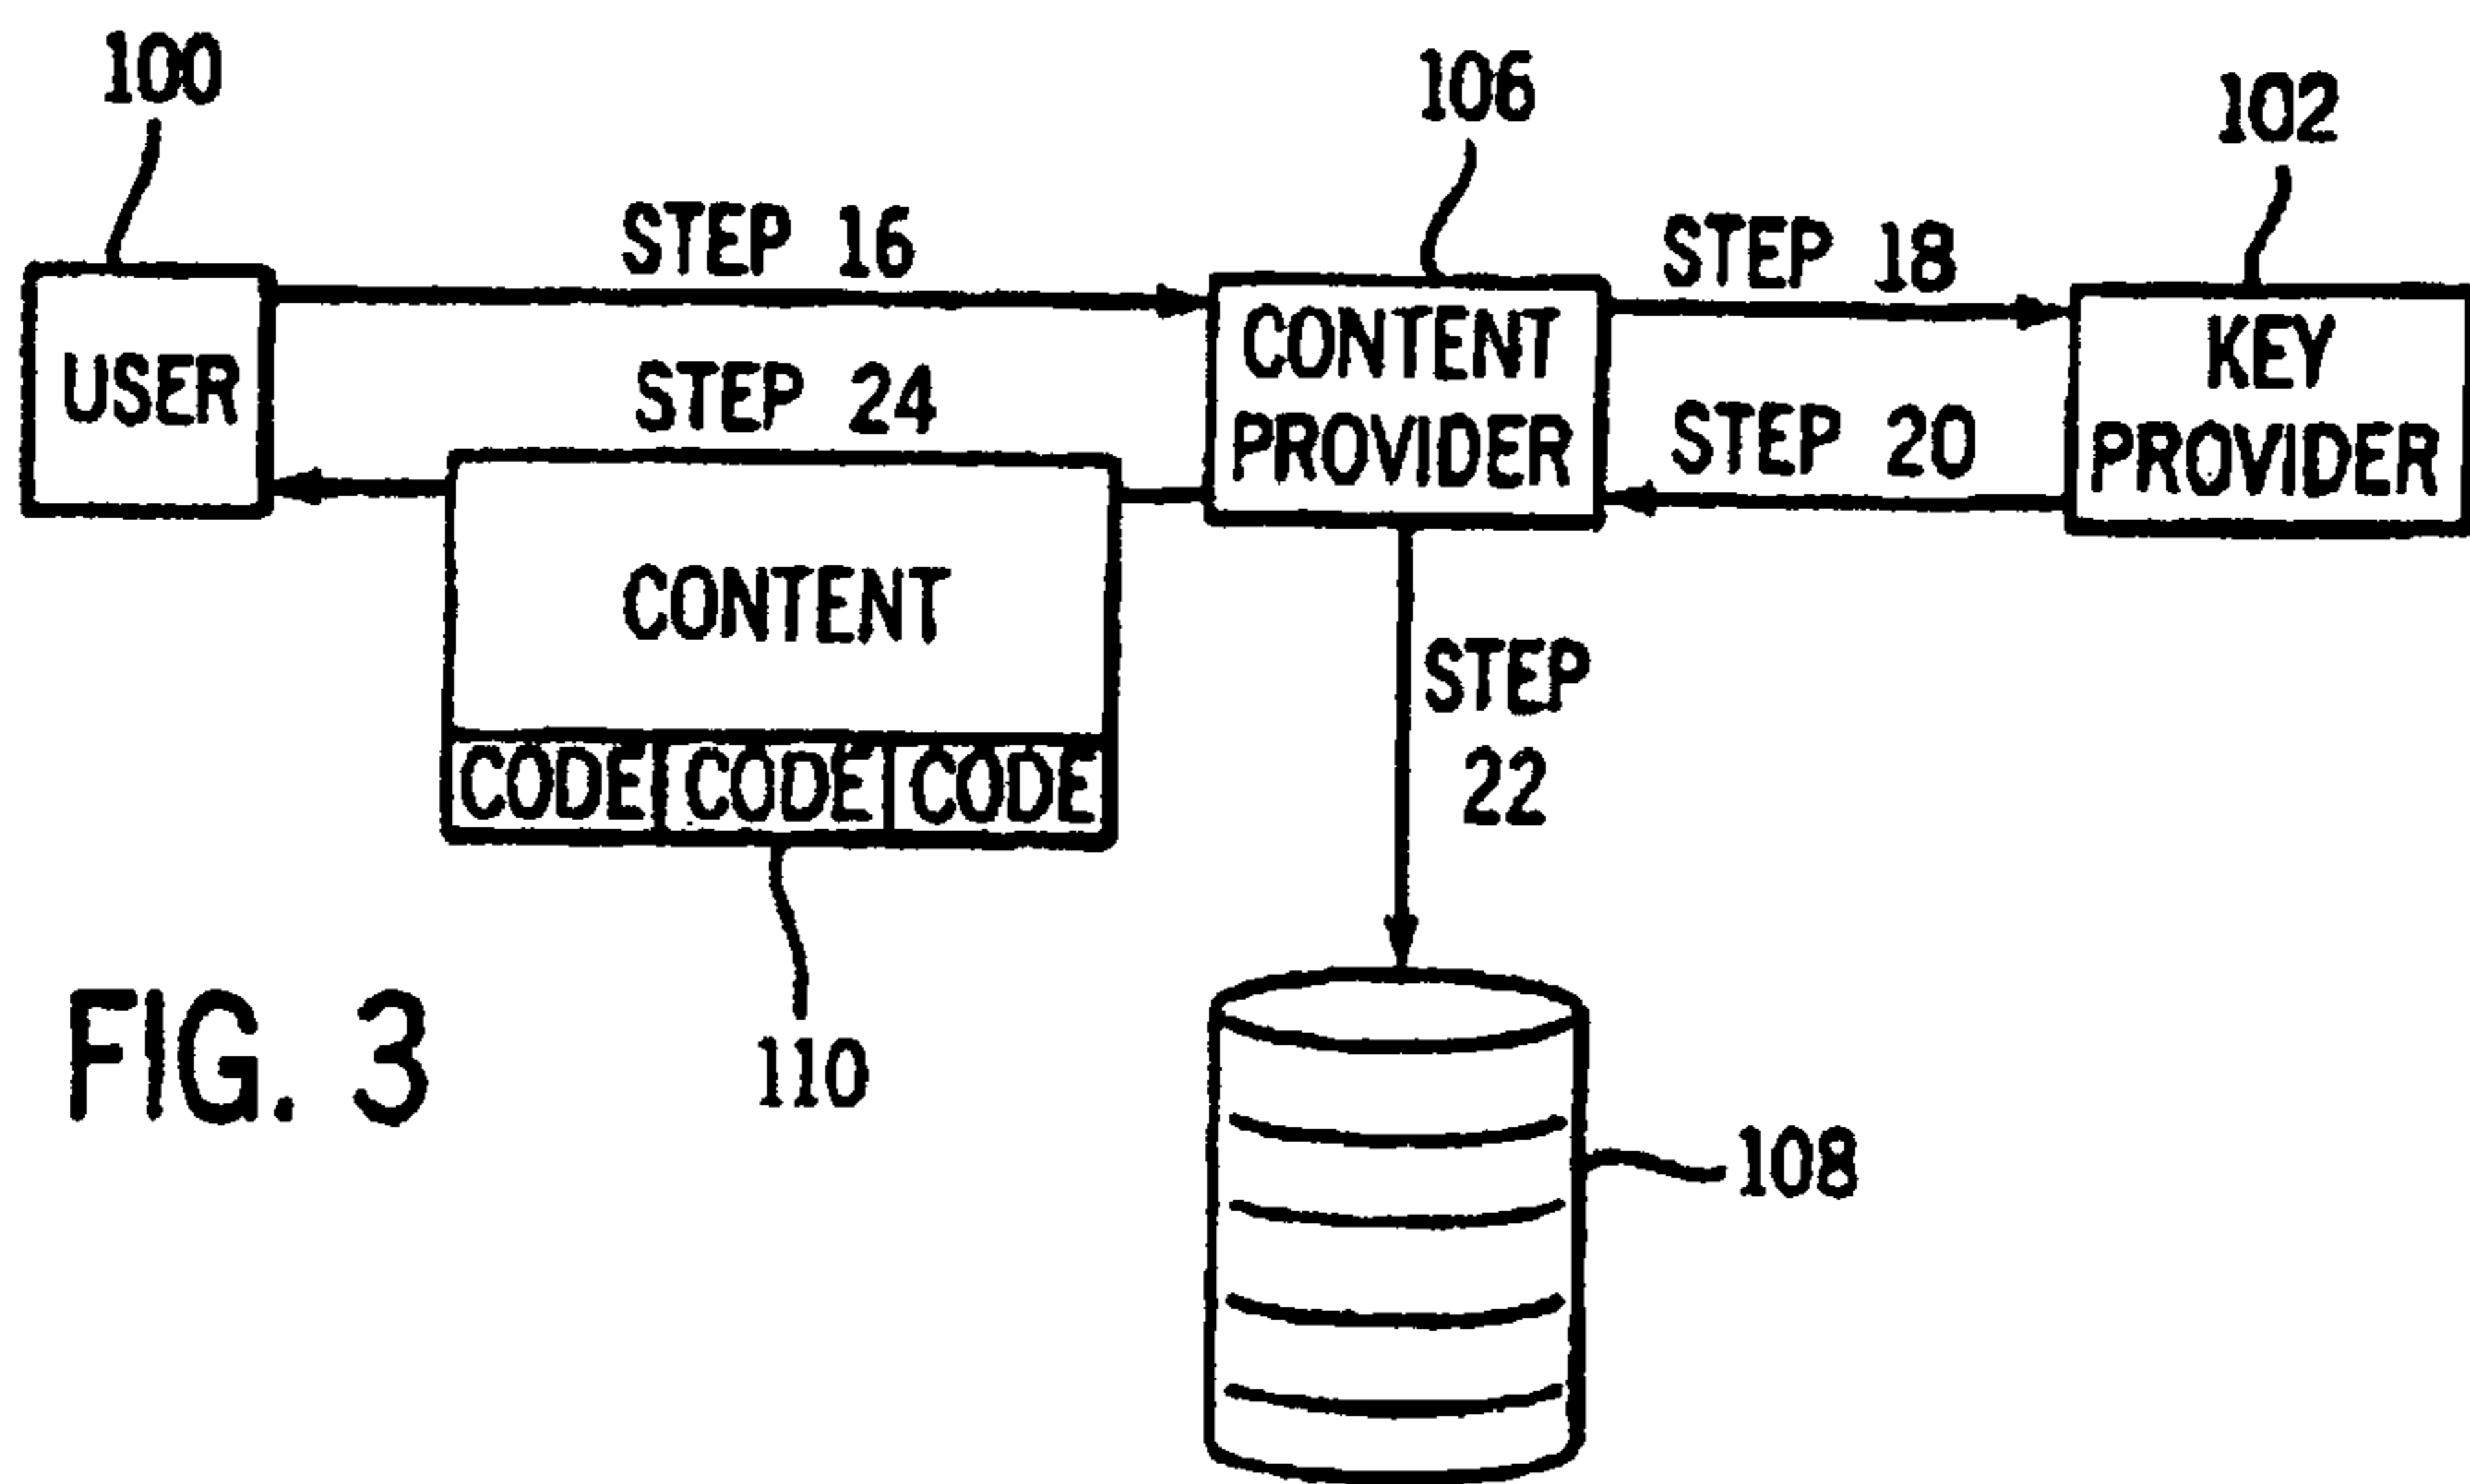 100
106
102
STEP 16
STEP 18
USER
STEP 24
CONTENT
PROVIDER
STEP 20
KEY
PROVIDER
CONTENT
STEP
22
CODE CODE CODE
110
FIG. 3
108